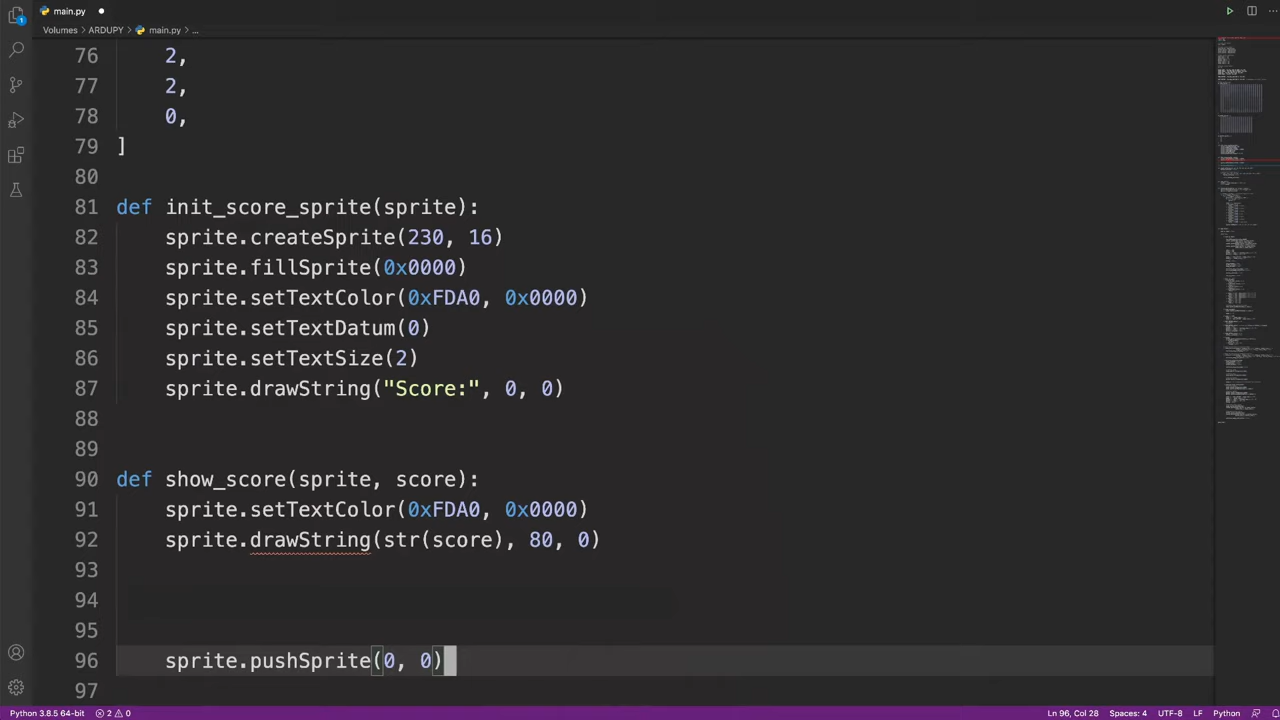 main.py
Volumes > ARDUPY > main.py > ...
76 2,
77 2,
78 0,
79 ]
80
81 def init_score_sprite(sprite):
82 sprite.createSprite(230, 16)
83 sprite.fillSprite(0x0000)
84 sprite.setTextColor(0xFDA0, 0x0000)
85 sprite.setTextDatum(0)
86 sprite.setTextSize(2)
87 sprite.drawString("Score:", 0, 0)
88
89
90 def show_score(sprite, score):
91 sprite.setTextColor(0xFDA0, 0x0000)
92 sprite.drawString(str(score), 80, 0)
93
94
95
96 sprite.pushSprite(0, 0)
97
1
Python 3.8.5 64-bit 2 0 Ln 96, Col 28 Spaces: 4 UTF-8 LF Python